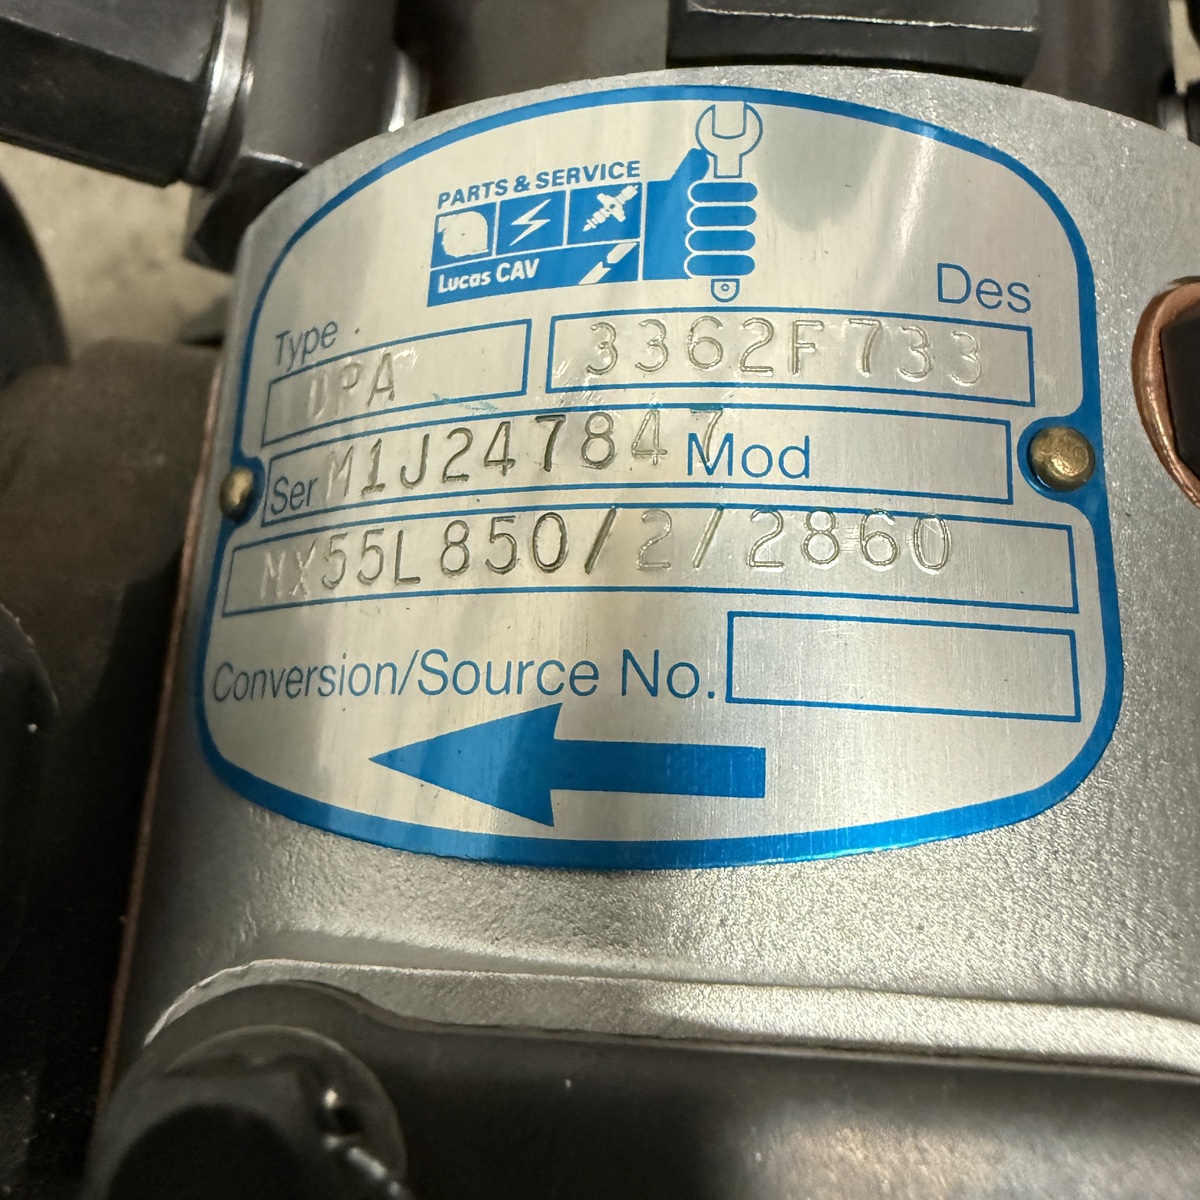 PARTS & SERVICE
Lucas CAV
Des
Type
DPA 3362F733
Ser M1J247847 Mod
MX55L850/2/2860
Conversion/Source No.